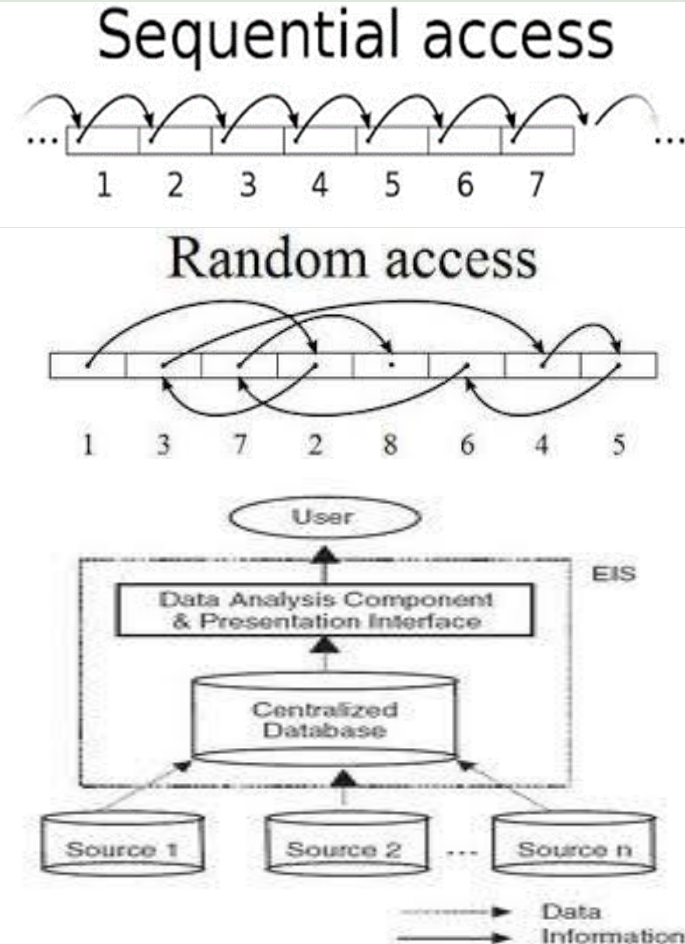 Sequential access
... ...
1 2 3 4 5 6 7
Random access
1 3 7 2 8 6 4 5
User
EIS
Data Analysis Component
& Presentation Interface
Centralized
Database
Source 1 Source 2 ... Source n
Data
Information